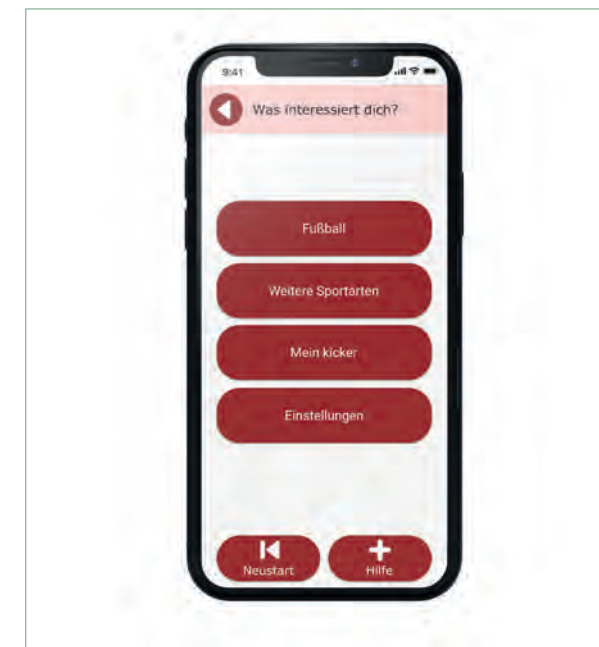 9:41
Was interessiert dich?
Fußball
Weitere Sportarten
Mein kicker
Einstellungen
Neustart
Hilfe